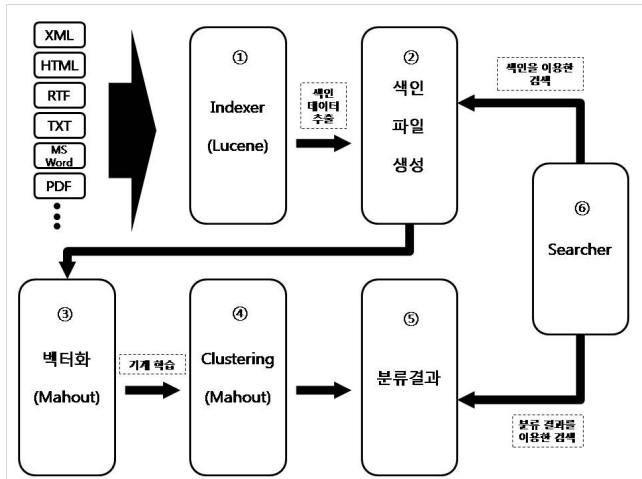 XML
HTML
RTF
TXT
MS
Word
PDF
①
Indexer
(Lucene)
색인
데이터
추출
②
색인
파일
생성
색인을 이용한
검색
⑥
Searcher
③
벡터화
(Mahout)
기계 학습
④
Clustering
(Mahout)
⑤
분류결과
분류 결과를
이용한 검색